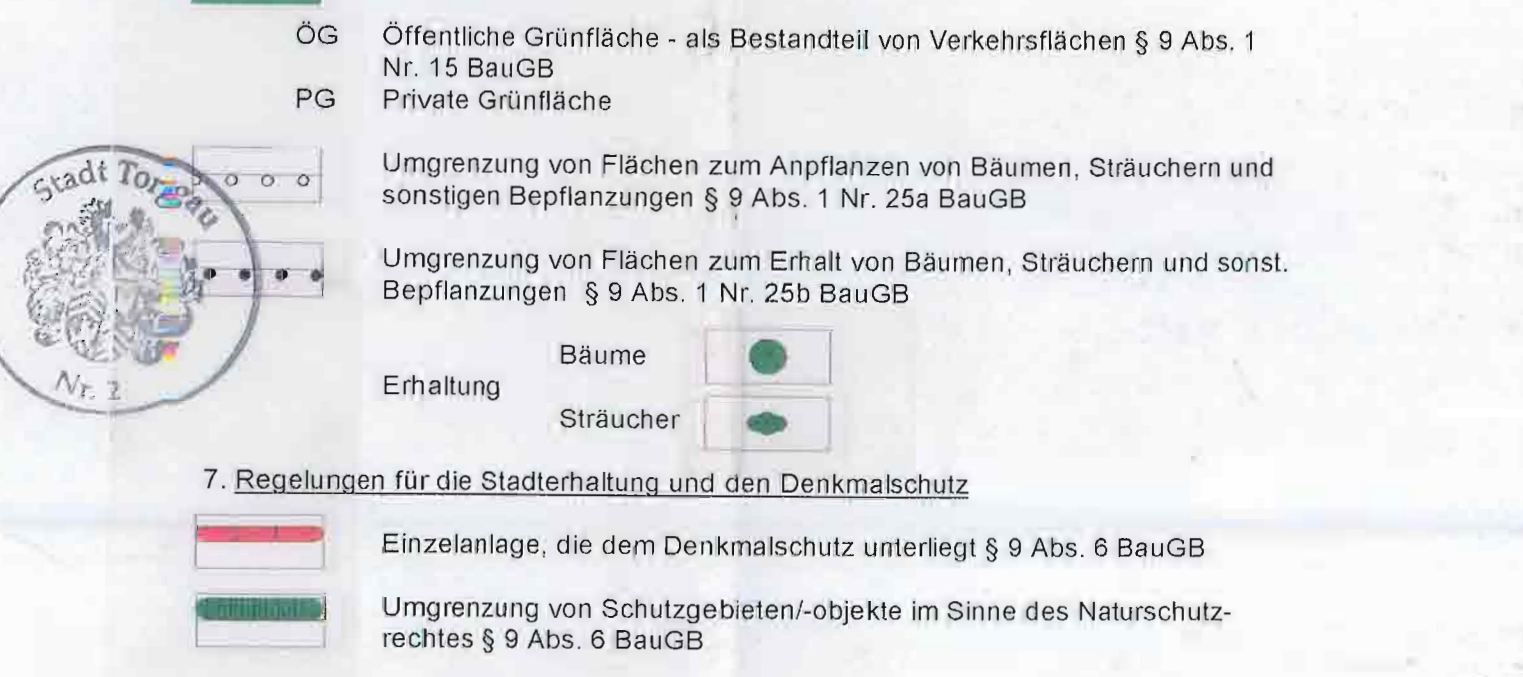 ÖG Öffentliche Grünfläche - als Bestandteil von Verkehrsflächen § 9 Abs. 1
Nr. 15 BauGB
PG Private Grünfläche
Umgrenzung von Flächen zum Anpflanzen von Bäumen, Sträuchern und
sonstigen Bepflanzungen § 9 Abs. 1 Nr. 25a BauGB
Stadt Torgau
Nr. 2
Umgrenzung von Flächen zum Erhalt von Bäumen, Sträuchern und sonst.
Bepflanzungen § 9 Abs. 1 Nr. 25b BauGB
Bäume
Erhaltung
Sträucher
7. Regelungen für die Stadterhaltung und den Denkmalschutz
Einzelanlage, die dem Denkmalschutz unterliegt § 9 Abs. 6 BauGB
Umgrenzung von Schutzgebieten/-objekte im Sinne des Naturschutz-
rechtes § 9 Abs. 6 BauGB